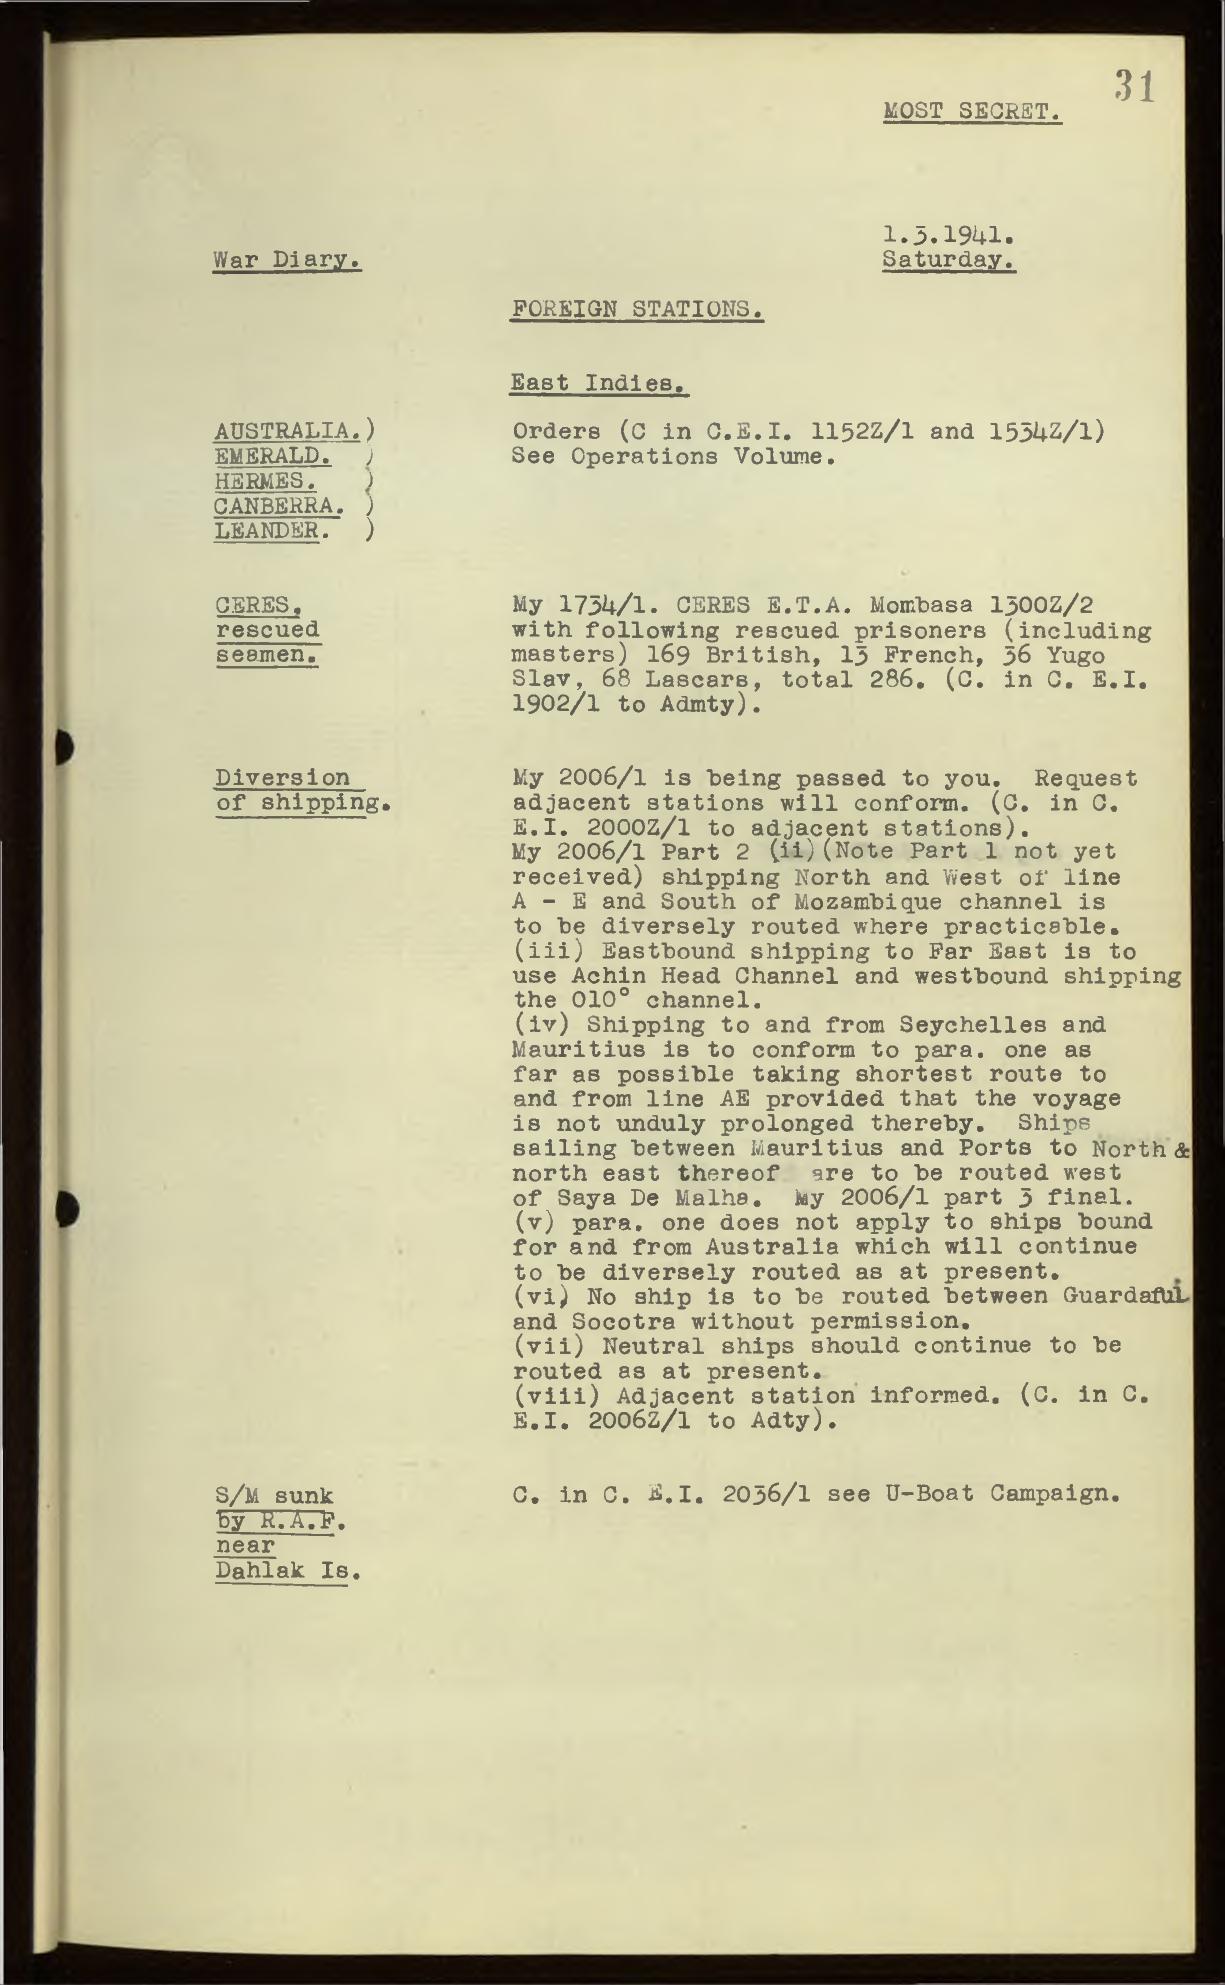 31
MOST SECRET.
1.3.1941.
War Diary.
Saturday.
FOREIGN STATIONS.
East Indies.
AUSTRALIA.) Orders (C in C.E.I. 1152Z/1 and 1534Z/1)
EMERALD. ) See Operations Volume.
HERMES. )
CANBERRA. )
LEANDER. )
CERES, My 1734/1. CERES E.T.A. Mombasa 1300Z/2
rescued with following rescued prisoners (including
seamen. masters) 169 British, 13 French, 36 Yugo
Slav, 68 Lascars, total 286. (C. in C. E.I.
1902/1 to Admty).
Diversion My 2006/1 is being passed to you. Request
of shipping. adjacent stations will conform. (C. in C.
E.I. 2000Z/1 to adjacent stations).
My 2006/1 Part 2 (ii)(Note Part 1 not yet
received) shipping North and West of line
A - E and South of Mozambique channel is
to be diversely routed where practicable.
(iii) Eastbound shipping to Far East is to
use Achin Head Channel and westbound shipping
the 010° channel.
(iv) Shipping to and from Seychelles and
Mauritius is to conform to para. one as
far as possible taking shortest route to
and from line AE provided that the voyage
is not unduly prolonged thereby. Ships
sailing between Mauritius and Ports to North &
north east thereof are to be routed west
of Saya De Malha. My 2006/1 part 3 final.
(v) para. one does not apply to ships bound
for and from Australia which will continue
to be diversely routed as at present.
(vi) No ship is to be routed between Guardafui
and Socotra without permission.
(vii) Neutral ships should continue to be
routed as at present.
(viii) Adjacent station informed. (C. in C.
E.I. 2006Z/1 to Adty).
S/M sunk C. in C. E.I. 2036/1 see U-Boat Campaign.
by R.A.F.
near
Dahlak Is.